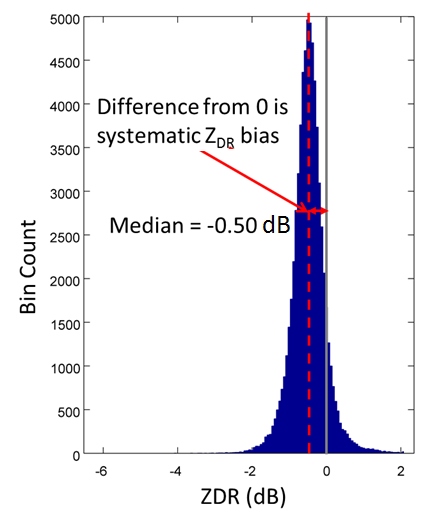 5000
4500
4000
Difference from 0 is
systematic ZDR bias
3500
3000
Median = -0.50 dB
2500
2000
1500
1000
500
0
Bin Count
-6 -4 -2 0 2
ZDR (dB)